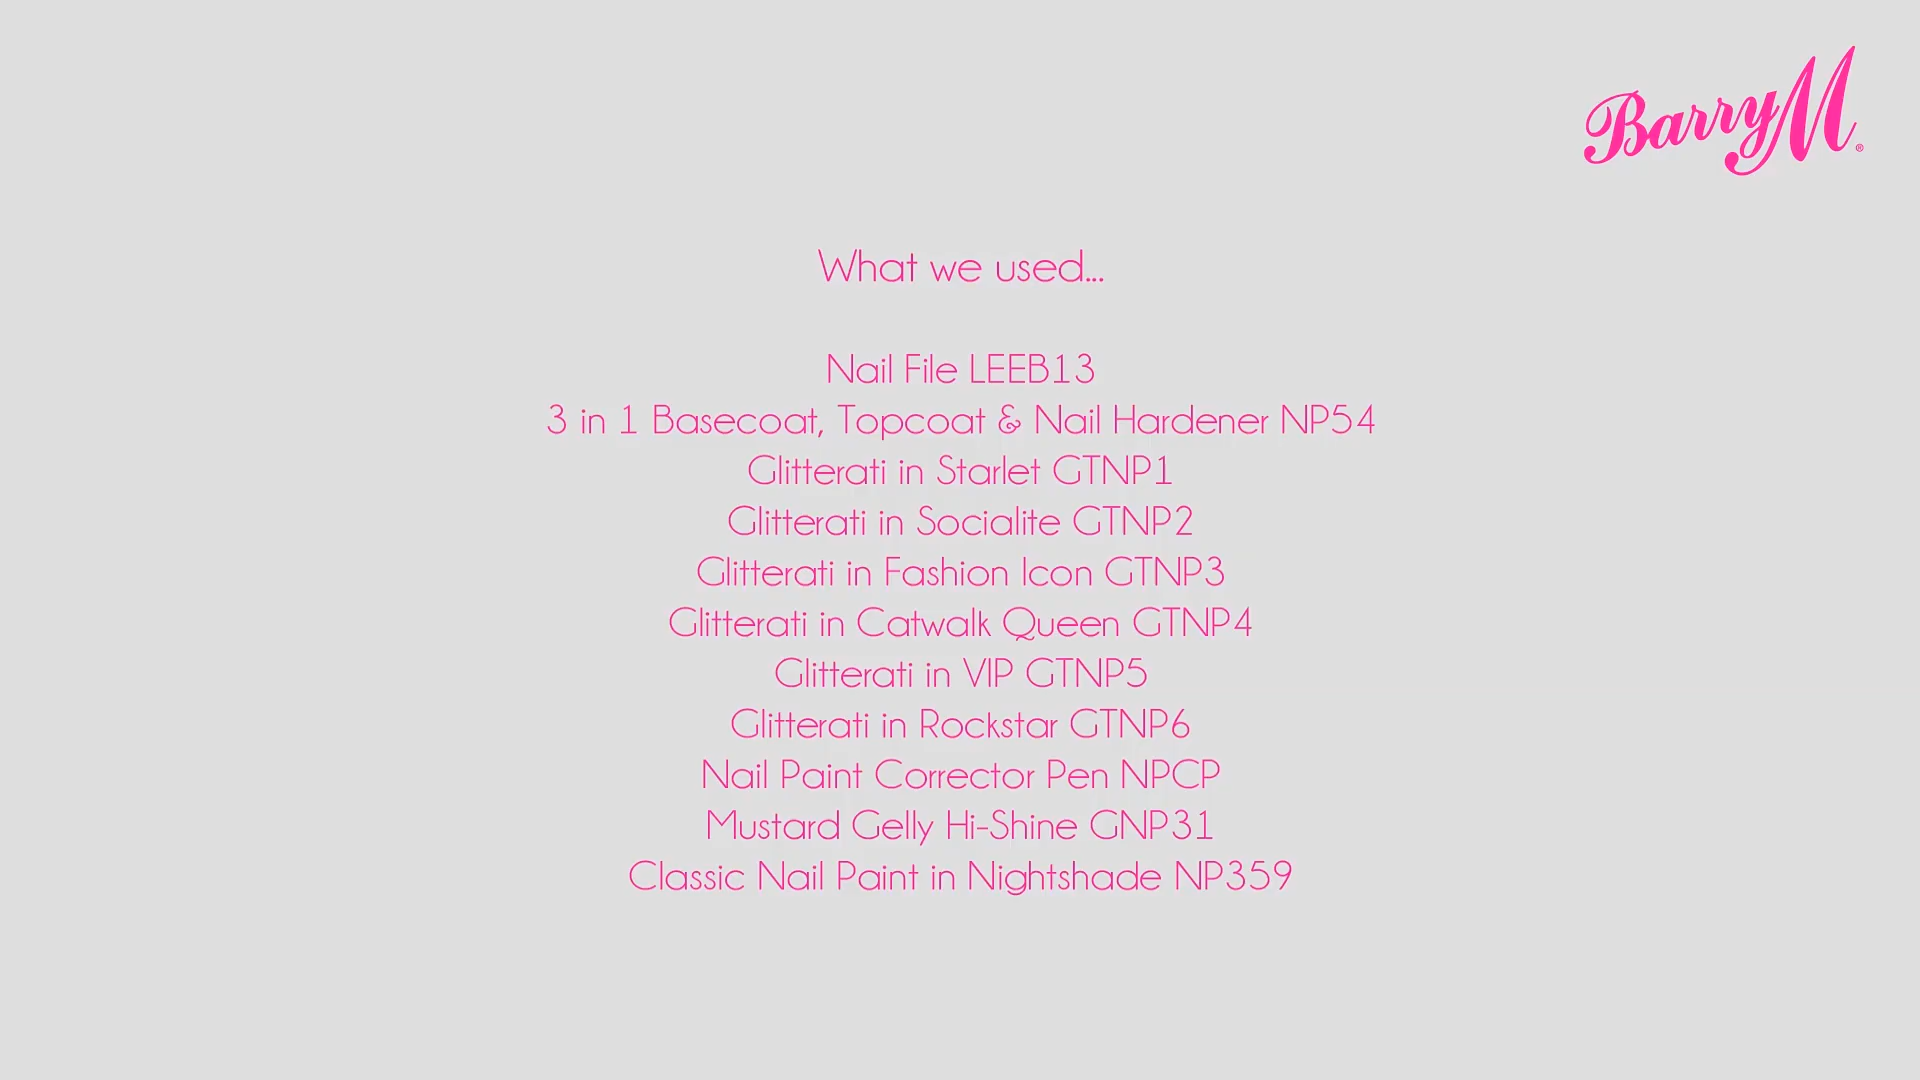 Barry M®
What we used...
Nail File LEEB13
3 in 1 Basecoat, Topcoat & Nail Hardener NP54
Glitterati in Starlet GTNP1
Glitterati in Socialite GTNP2
Glitterati in Fashion Icon GTNP3
Glitterati in Catwalk Queen GTNP4
Glitterati in VIP GTNP5
Glitterati in Rockstar GTNP6
Nail Paint Corrector Pen NPCP
Mustard Gelly Hi-Shine GNP31
Classic Nail Paint in Nightshade NP359